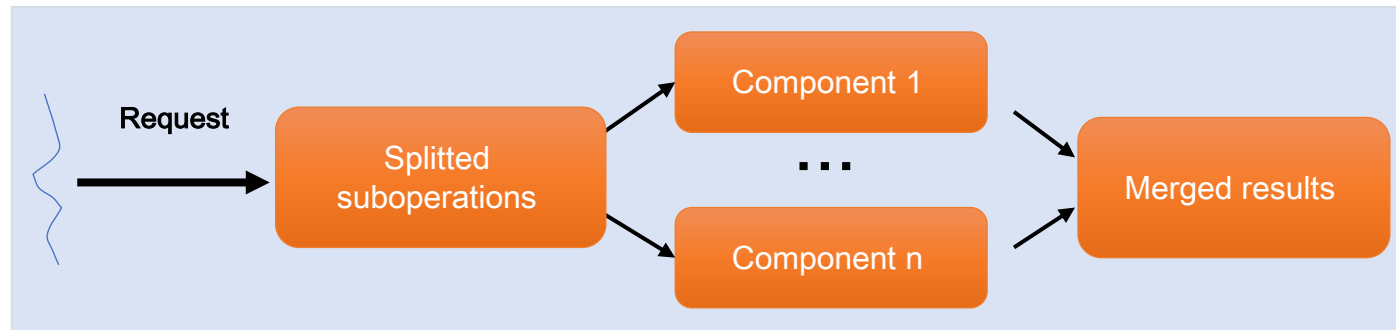 Request
Splitted
suboperations
Component 1
...
Component n
Merged results